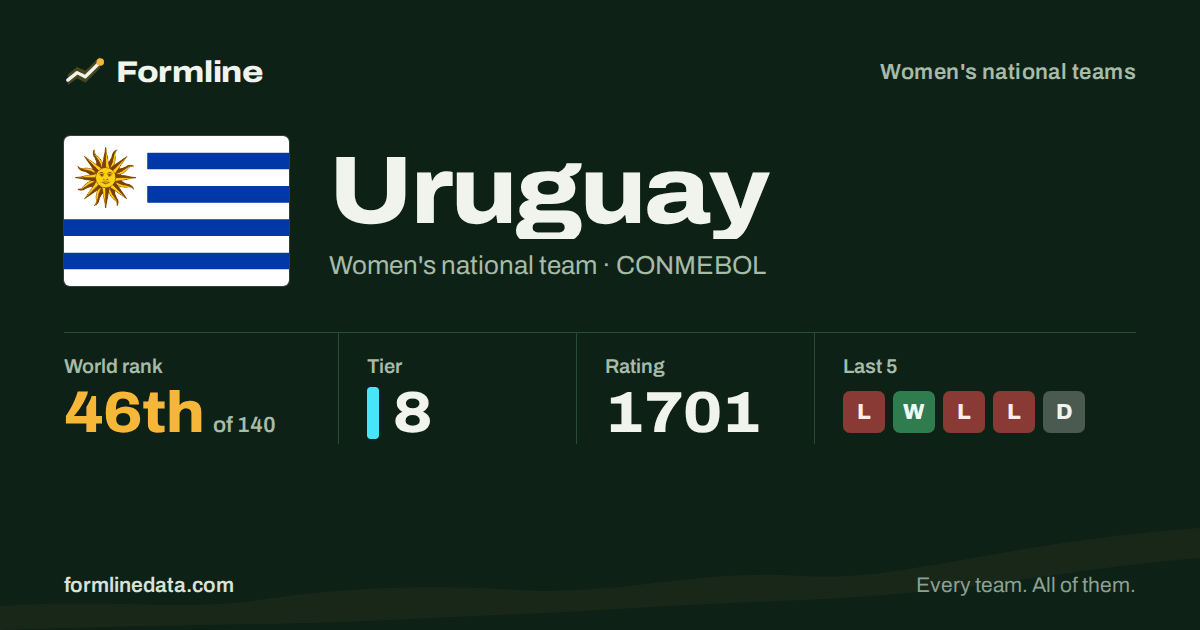 Formline
Women's national teams
Uruguay
Women's national team · CONMEBOL
World rank
46th of 140
Tier
8
Rating
1701
Last 5
L W L L D
formlinedata.com
Every team. All of them.